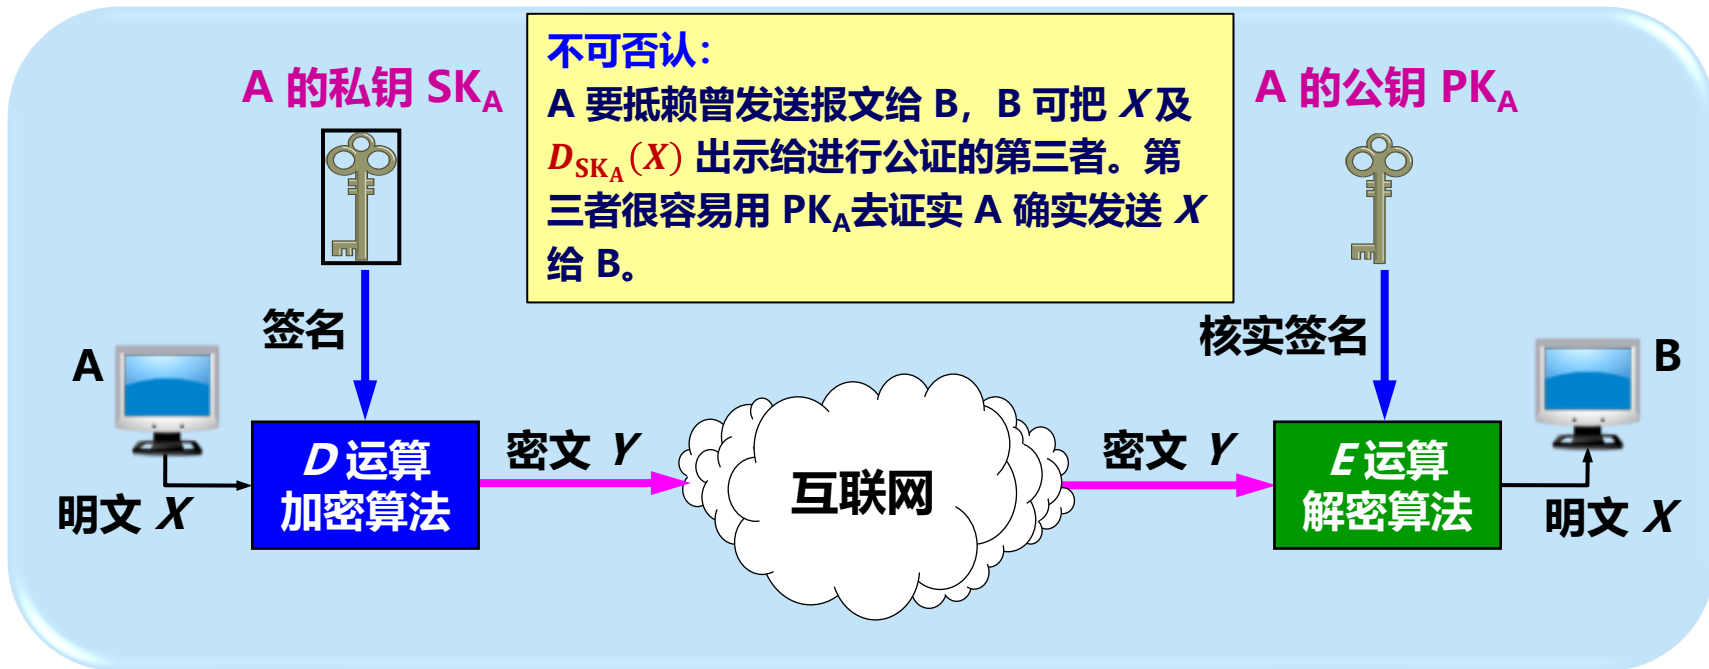 不可否认：
A 要抵赖曾发送报文给 B，B 可把 X 及
D_SK_A(X) 出示给进行公证的第三者。第
三者很容易用 PK_A去证实 A 确实发送 X
给 B。
A 的私钥 SK_A
A 的公钥 PK_A
签名
核实签名
A
B
D 运算
加密算法
密文 Y
互联网
密文 Y
E 运算
解密算法
明文 X
明文 X